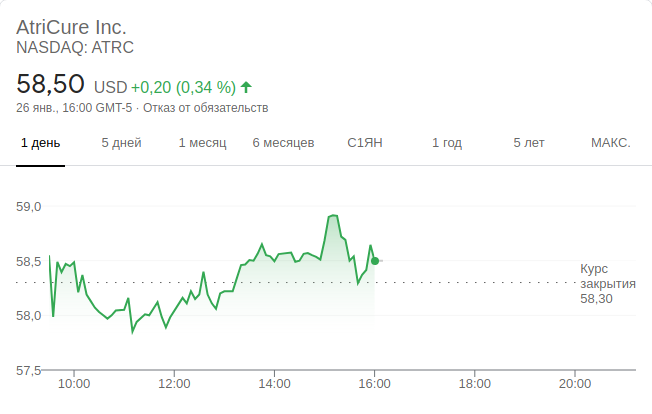 AtriCure Inc.
NASDAQ: ATRC
58,50 USD +0,20 (0,34 %)
26 янв., 16:00 GMT-5 · Отказ от обязательств
1 день 5 дней 1 месяц 6 месяцев С1ЯН 1 год 5 лет МАКС.
59,0
58,5
Курс
закрытия
58,30
58,0
57,5
10:00 12:00 14:00 16:00 18:00 20:00